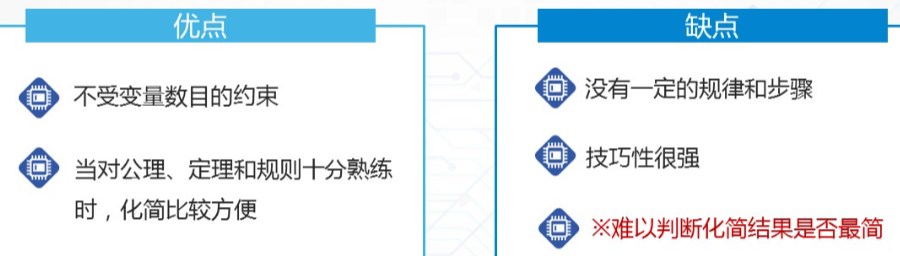 优点
不受变量数目的约束
当对公理、定理和规则十分熟练
时，化简比较方便
缺点
没有一定的规律和步骤
技巧性很强
※难以判断化简结果是否最简